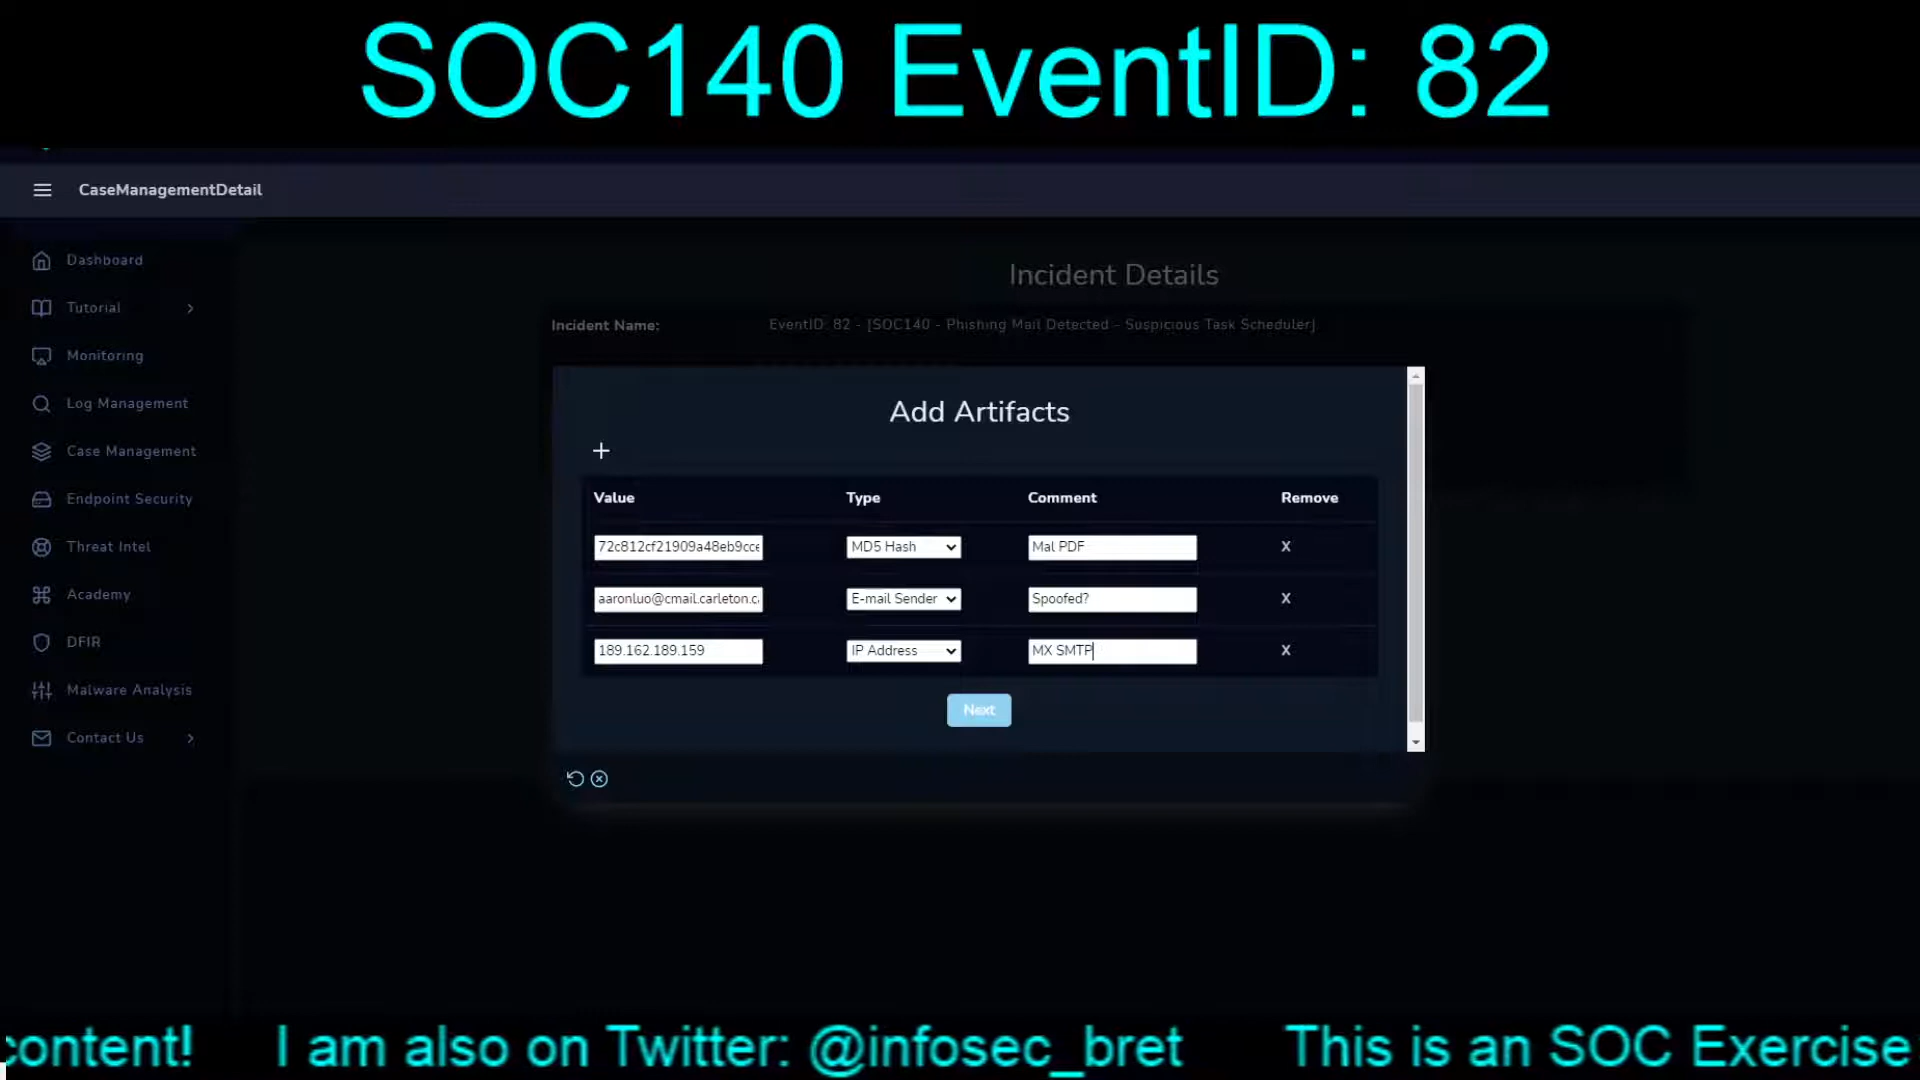 SOC140 EventID: 82
CaseManagementDetail
Dashboard
Tutorial
Monitoring
Log Management
Case Management
Endpoint Security
Threat Intel
Academy
DFIR
Malware Analysis
Contact Us
Incident Details
Incident Name: EventID: 82 - [SOC140 - Phishing Mail Detected - Suspicious Task Scheduler]
Add Artifacts
Value Type Comment Remove
72c812cf21909a48eb9cce MD5 Hash Mal PDF X
aaronluo@cmail.carleton.c E-mail Sender Spoofed? X
189.162.189.159 IP Address MX SMTP X
Next
content! I am also on Twitter: @infosec_bret This is an SOC Exercise